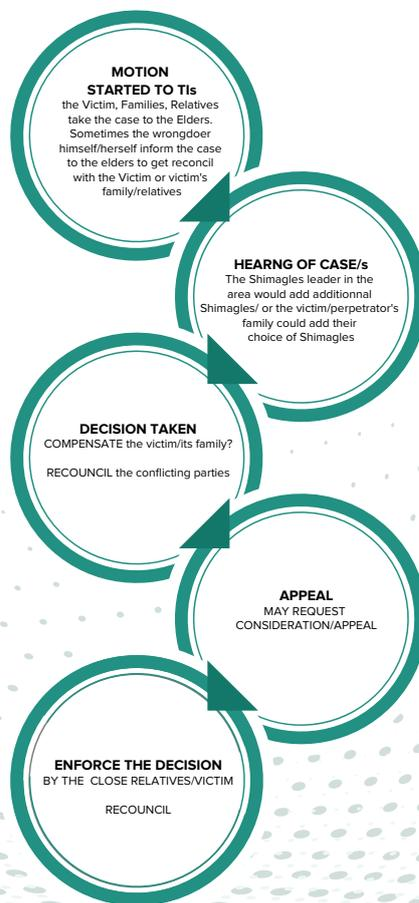 MOTION
STARTED TO TIs
the Victim, Families, Relatives
take the case to the Elders.
Sometimes the wrongdoer
himself/herself inform the case
to the elders to get reconcil
with the Victim or victim's
family/relatives
HEARNG OF CASE/s
The Shimagles leader in the
area would add additionnal
Shimagles/ or the victim/perpetrator's
family could add their
choice of Shimagles
DECISION TAKEN
COMPENSATE the victim/its family?
RECOUNCIL the conflicting parties
APPEAL
MAY REQUEST
CONSIDERATION/APPEAL
ENFORCE THE DECISION
BY THE CLOSE RELATIVES/VICTIM
RECOUNCIL